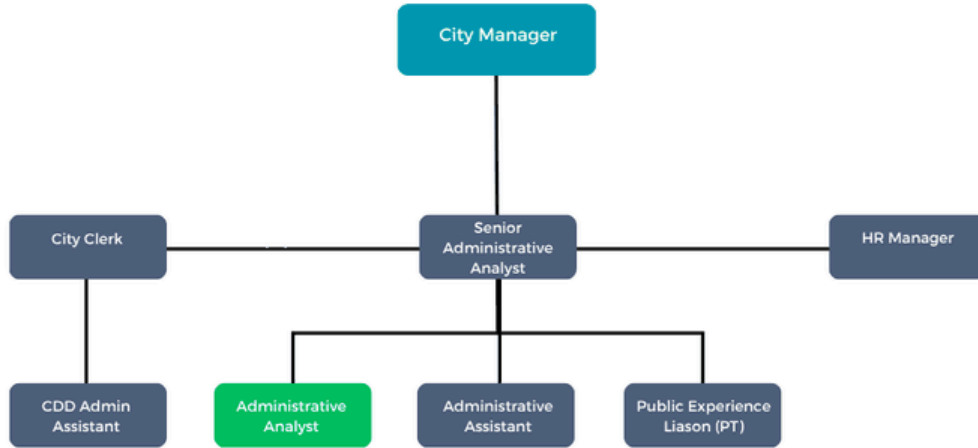 City Manager
City Clerk
Senior
Administrative
Analyst
HR Manager
CDD Admin
Assistant
Administrative
Analyst
Administrative
Assistant
Public Experience
Liason (PT)